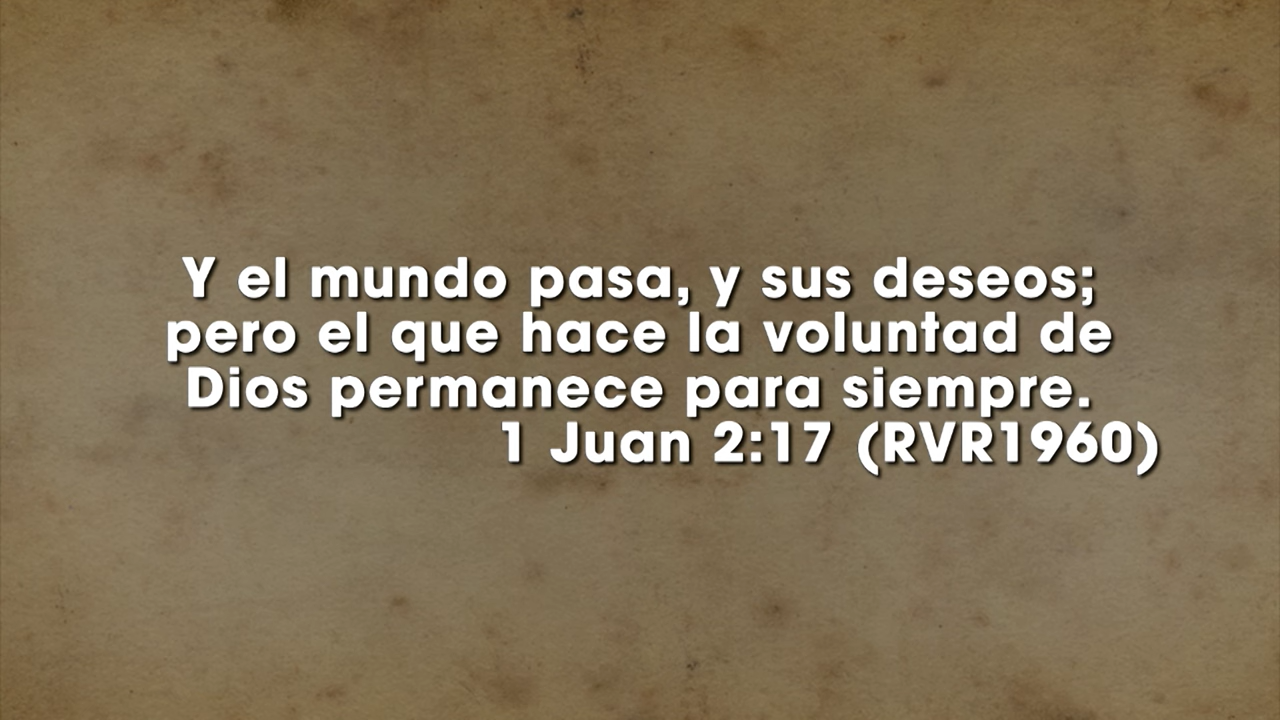 Y el mundo pasa, y sus deseos;
pero el que hace la voluntad de
Dios permanece para siempre.
1 Juan 2:17 (RVR1960)